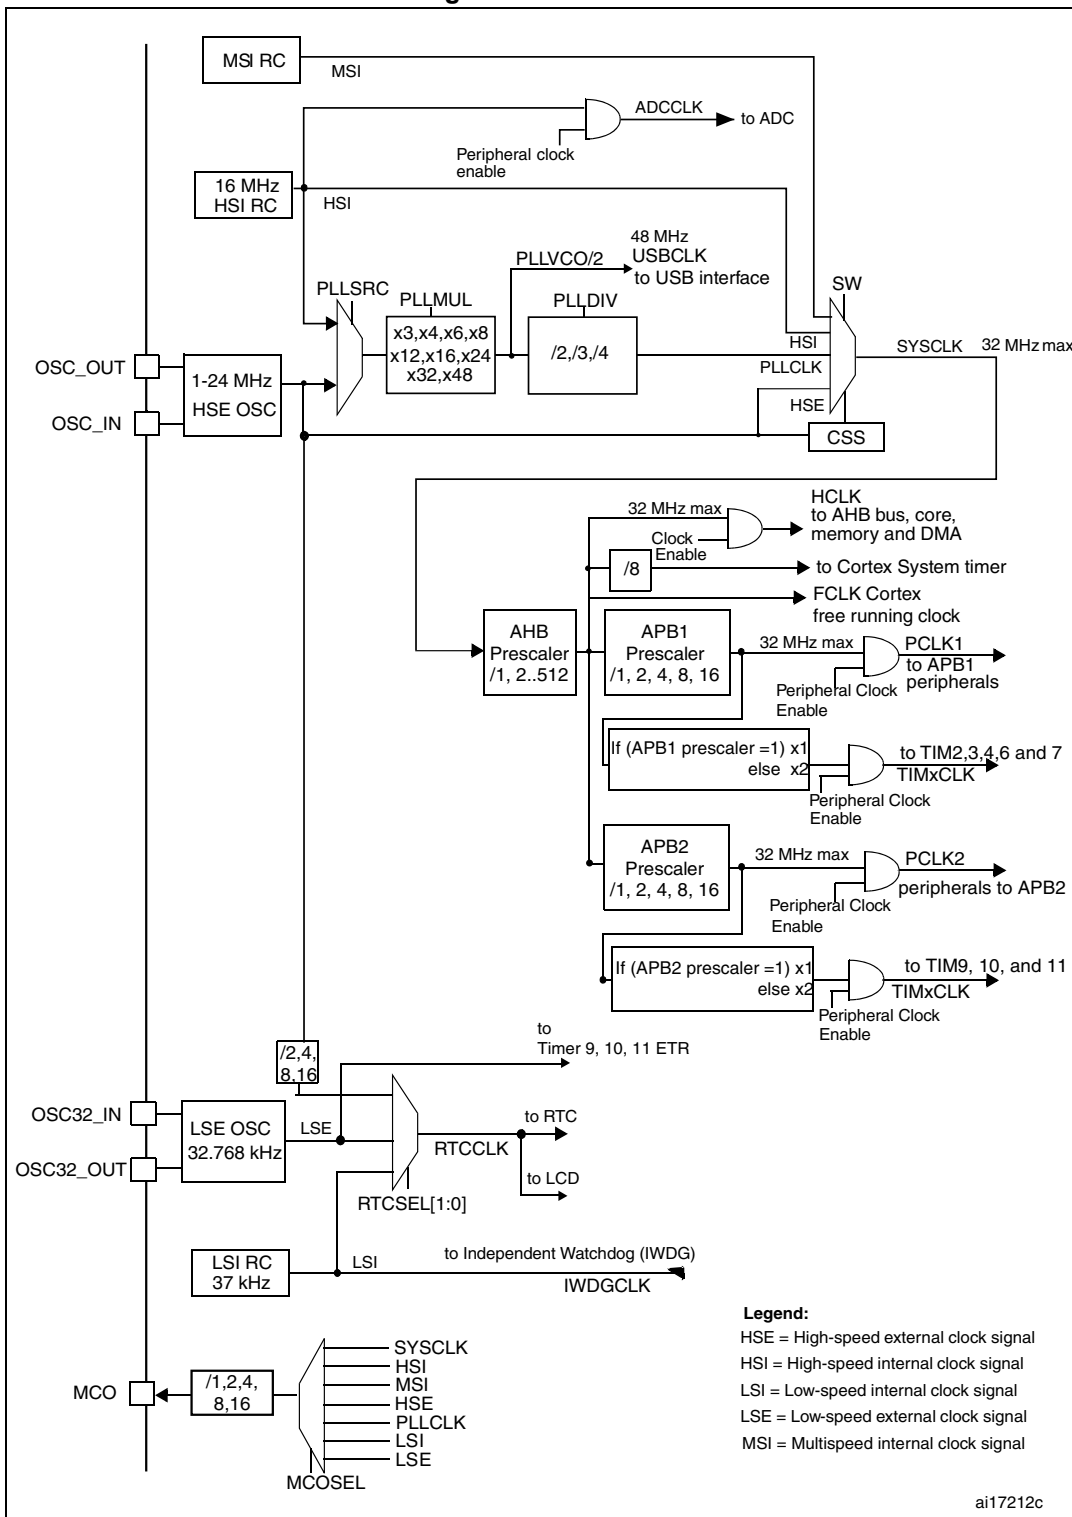 MSI RC
MSI
ADCCLK
to ADC
Peripheral clock
enable
16 MHz
HSI RC
HSI
48 MHz
USBCLK
to USB interface
PLLVCO/2
PLLSRC
PLLMUL
PLLDIV
SW
x3,x4,x6,x8
x12,x16,x24
x32,x48
/2,/3,/4
HSI
PLLCLK
HSE
SYSCLK
32 MHz max
OSC_OUT
OSC_IN
1-24 MHz
HSE OSC
CSS
32 MHz max
HCLK
to AHB bus, core,
memory and DMA
Clock
Enable
/8
to Cortex System timer
FCLK Cortex
free running clock
AHB
Prescaler
/1, 2..512
APB1
Prescaler
/1, 2, 4, 8, 16
32 MHz max
PCLK1
to APB1
peripherals
Peripheral Clock
Enable
If (APB1 prescaler =1) x1
else x2
to TIM2,3,4,6 and 7
TIMxCLK
Peripheral Clock
Enable
APB2
Prescaler
/1, 2, 4, 8, 16
32 MHz max
PCLK2
peripherals to APB2
Peripheral Clock
Enable
If (APB2 prescaler =1) x1
else x2
to TIM9, 10, and 11
TIMxCLK
Peripheral Clock
Enable
to
Timer 9, 10, 11 ETR
/2,4,
8,16
OSC32_IN
OSC32_OUT
LSE OSC
32.768 kHz
LSE
to RTC
RTCCLK
to LCD
RTCSEL[1:0]
LSI RC
37 kHz
LSI
to Independent Watchdog (IWDG)
IWDGCLK
MCO
/1,2,4,
8,16
SYSCLK
HSI
MSI
HSE
PLLCLK
LSI
LSE
MCOSEL
Legend:
HSE = High-speed external clock signal
HSI = High-speed internal clock signal
LSI = Low-speed internal clock signal
LSE = Low-speed external clock signal
MSI = Multispeed internal clock signal
ai17212c